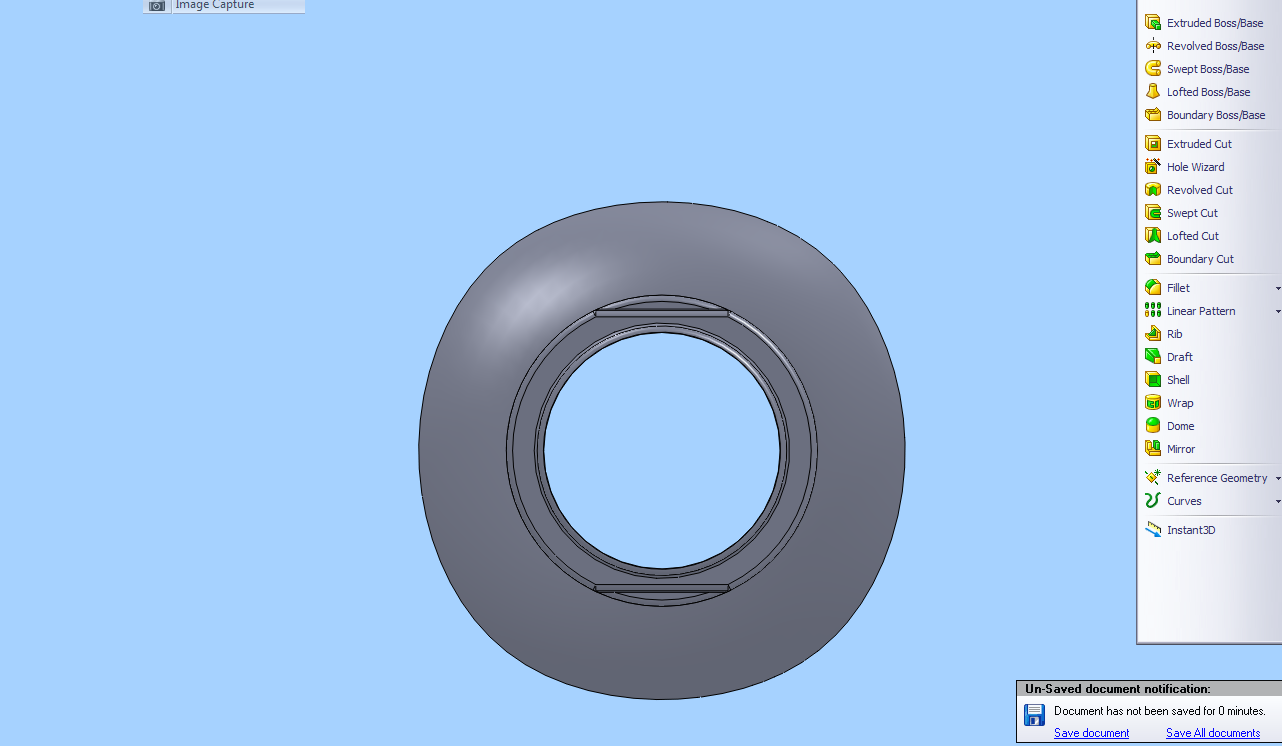 Image Capture
Extruded Boss/Base
Revolved Boss/Base
Swept Boss/Base
Lofted Boss/Base
Boundary Boss/Base
Extruded Cut
Hole Wizard
Revolved Cut
Swept Cut
Lofted Cut
Boundary Cut
Fillet
Linear Pattern
Rib
Draft
Shell
Wrap
Dome
Mirror
Reference Geometry
Curves
Instant3D
Un-Saved document notification:
Document has not been saved for 0 minutes.
Save document Save All documents